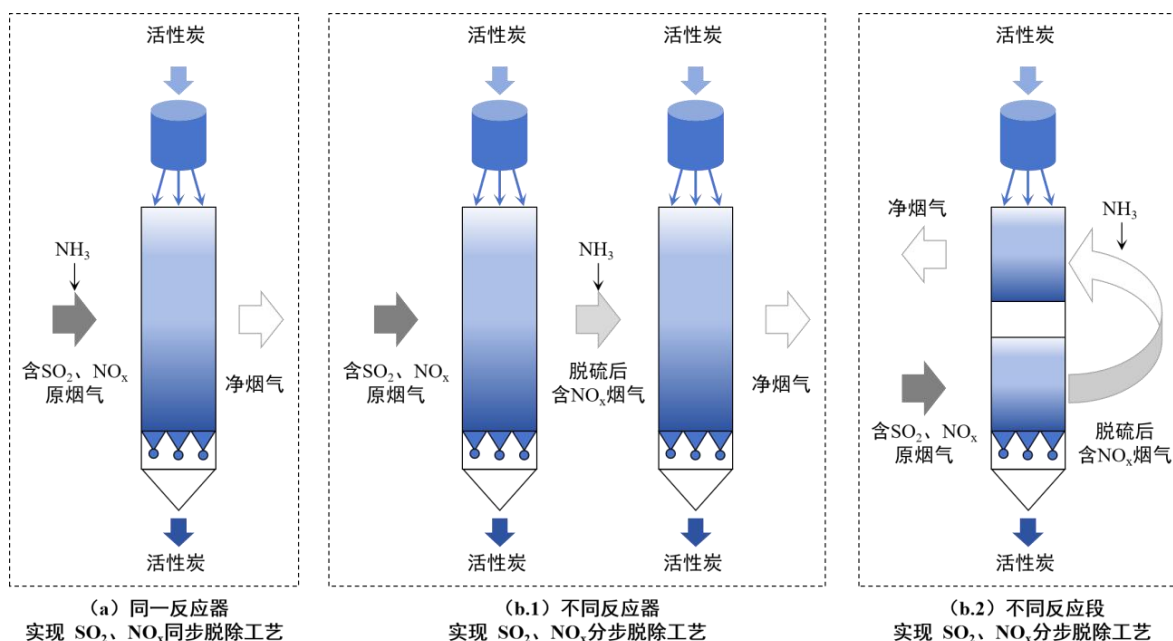 活性炭
NH₃
含SO₂、NOₓ
原烟气
净烟气
活性炭
（a）同一反应器
实现 SO₂、NOₓ同步脱除工艺
活性炭
活性炭
NH₃
含SO₂、NOₓ
原烟气
脱硫后
含NOₓ烟气
净烟气
活性炭
活性炭
（b.1）不同反应器
实现 SO₂、NOₓ分步脱除工艺
活性炭
净烟气
NH₃
含SO₂、NOₓ
原烟气
脱硫后
含NOₓ烟气
活性炭
（b.2）不同反应段
实现 SO₂、NOₓ分步脱除工艺